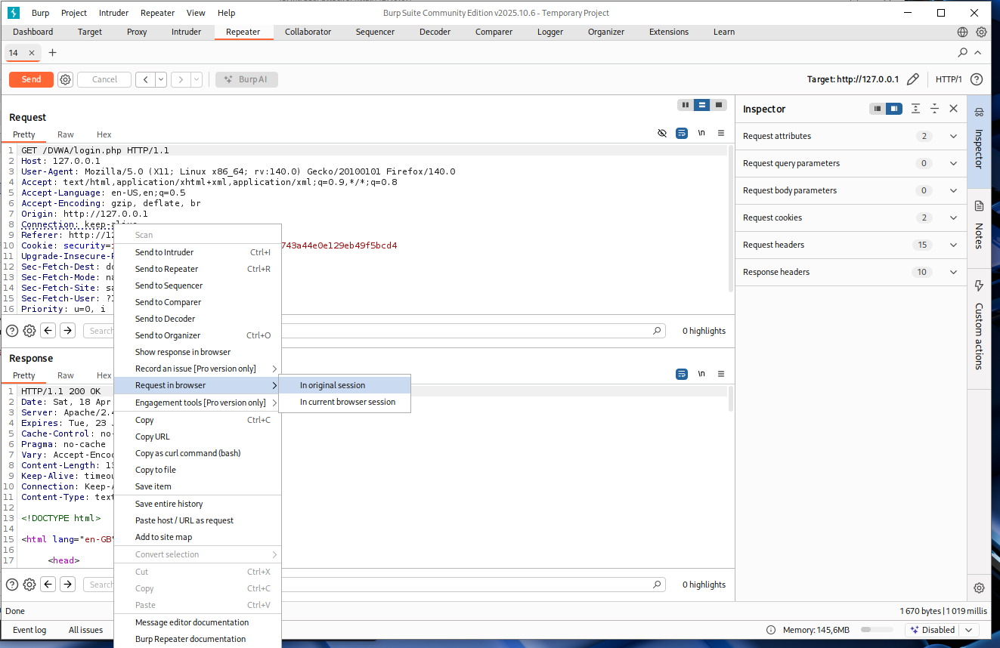 Burp Project Intruder Repeater View Help Burp Suite Community Edition v2025.10.6 - Temporary Project
Dashboard Target Proxy Intruder Repeater Collaborator Sequencer Decoder Comparer Logger Organizer Extensions Learn
14
Send Cancel Burp AI Target: http://127.0.0.1 HTTP/1
Request
Pretty Raw Hex \n
1 GET /DVWA/login.php HTTP/1.1
2 Host: 127.0.0.1
3 User-Agent: Mozilla/5.0 (X11; Linux x86_64; rv:140.0) Gecko/20100101 Firefox/140.0
4 Accept: text/html,application/xhtml+xml,application/xml;q=0.9,*/*;q=0.8
5 Accept-Language: en-US,en;q=0.5
6 Accept-Encoding: gzip, deflate, br
7 Origin: http://127.0.0.1
8 Connection: keep-alive
9 Referer: http://12
10 Cookie: security= 743a44e0e129eb49f5bcd4
11 Upgrade-Insecure-
12 Sec-Fetch-Dest: do
13 Sec-Fetch-Mode: na
14 Sec-Fetch-Site: sa
15 Sec-Fetch-User: ?1
16 Priority: u=0, i
Search 0 highlights
Response
Pretty Raw Hex \n
1 HTTP/1.1 200 OK
2 Date: Sat, 18 Apr
3 Server: Apache/2.4
4 Expires: Tue, 23 J
5 Cache-Control: no-
6 Pragma: no-cache
7 Vary: Accept-Encod
8 Content-Length: 13
9 Keep-Alive: timeou
10 Connection: Keep-A
11 Content-Type: text
12
13 <!DOCTYPE html>
14
15 <html lang="en-GB"
16
17 <head>
Search 0 highlights
Scan
Send to Intruder Ctrl+I
Send to Repeater Ctrl+R
Send to Sequencer
Send to Comparer
Send to Decoder
Send to Organizer Ctrl+O
Show response in browser
Record an issue [Pro version only]
Request in browser
Engagement tools [Pro version only]
Copy Ctrl+C
Copy URL
Copy as curl command (bash)
Copy to file
Save item
Save entire history
Paste host / URL as request
Add to site map
Convert selection
Cut Ctrl+X
Copy Ctrl+C
Paste Ctrl+V
Message editor documentation
Burp Repeater documentation
In original session
In current browser session
Inspector
Request attributes 2
Request query parameters 0
Request body parameters 0
Request cookies 2
Request headers 15
Response headers 10
Inspector
Notes
Custom actions
Done 1 670 bytes | 1 019 millis
Event log All issues Memory: 145,6MB Disabled